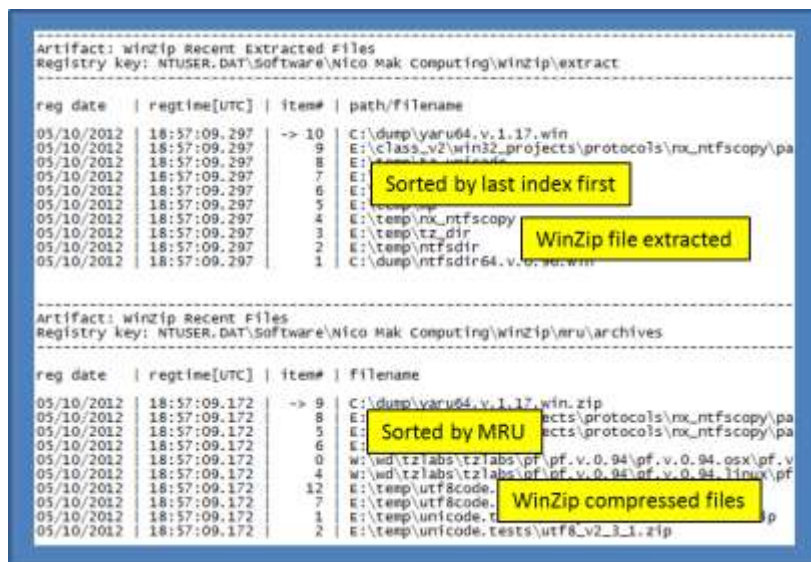 Artifact: WinZip Recent Extracted Files
Registry key: NTUSER.DAT\Software\Nico Mak Computing\WinZip\extract
reg date | regtime[UTC] | item# | path/filename
05/10/2012 | 18:57:09.297 | -> 10 | C:\dump\yaru64.v.1.17.win
05/10/2012 | 18:57:09.297 | 9 | E:\class_v2\win32_projects\protocols\nx_ntfscopy\pa
05/10/2012 | 18:57:09.297 | 8 | E:\temp\tz_unicode
05/10/2012 | 18:57:09.297 | 7 | E:\
Sorted by last index first
05/10/2012 | 18:57:09.297 | 6 | E:\
05/10/2012 | 18:57:09.297 | 5 |
05/10/2012 | 18:57:09.297 | 4 | E:\temp\nx_ntfscopy
05/10/2012 | 18:57:09.297 | 3 | E:\temp\tz_dir
WinZip file extracted
05/10/2012 | 18:57:09.297 | 2 | E:\temp\ntfsdir
05/10/2012 | 18:57:09.297 | 1 | C:\dump\ntfsdir64.v.0.96.win
Artifact: WinZip Recent Files
Registry key: NTUSER.DAT\Software\Nico Mak Computing\WinZip\mru\archives
reg date | regtime[UTC] | item# | filename
05/10/2012 | 18:57:09.172 | -> 9 | C:\dump\yaru64.v.1.17.win.zip
05/10/2012 | 18:57:09.172 | 8 | E:\ ects\protocols\nx_ntfscopy\pa
05/10/2012 | 18:57:09.172 | 5 | E:\ ects\protocols\nx_ntfscopy\pa
Sorted by MRU
05/10/2012 | 18:57:09.172 | 6 | E:\
05/10/2012 | 18:57:09.172 | 0 | W:\wd\tzlabs\tzlabs\pf\pf.v.0.94\pf.v.0.94.osx\pf.v
05/10/2012 | 18:57:09.172 | 4 | W:\wd\tzlabs\tzlabs\pf\pf.v.0.94\pf.v.0.94.linux\pf
05/10/2012 | 18:57:09.172 | 12 | E:\temp\utf8code.
05/10/2012 | 18:57:09.172 | 7 | E:\temp\utf8code.
WinZip compressed files
05/10/2012 | 18:57:09.172 | 1 | E:\temp\unicode.t ip
05/10/2012 | 18:57:09.172 | 2 | E:\temp\unicode.tests\utf8_v2_3_1.zip